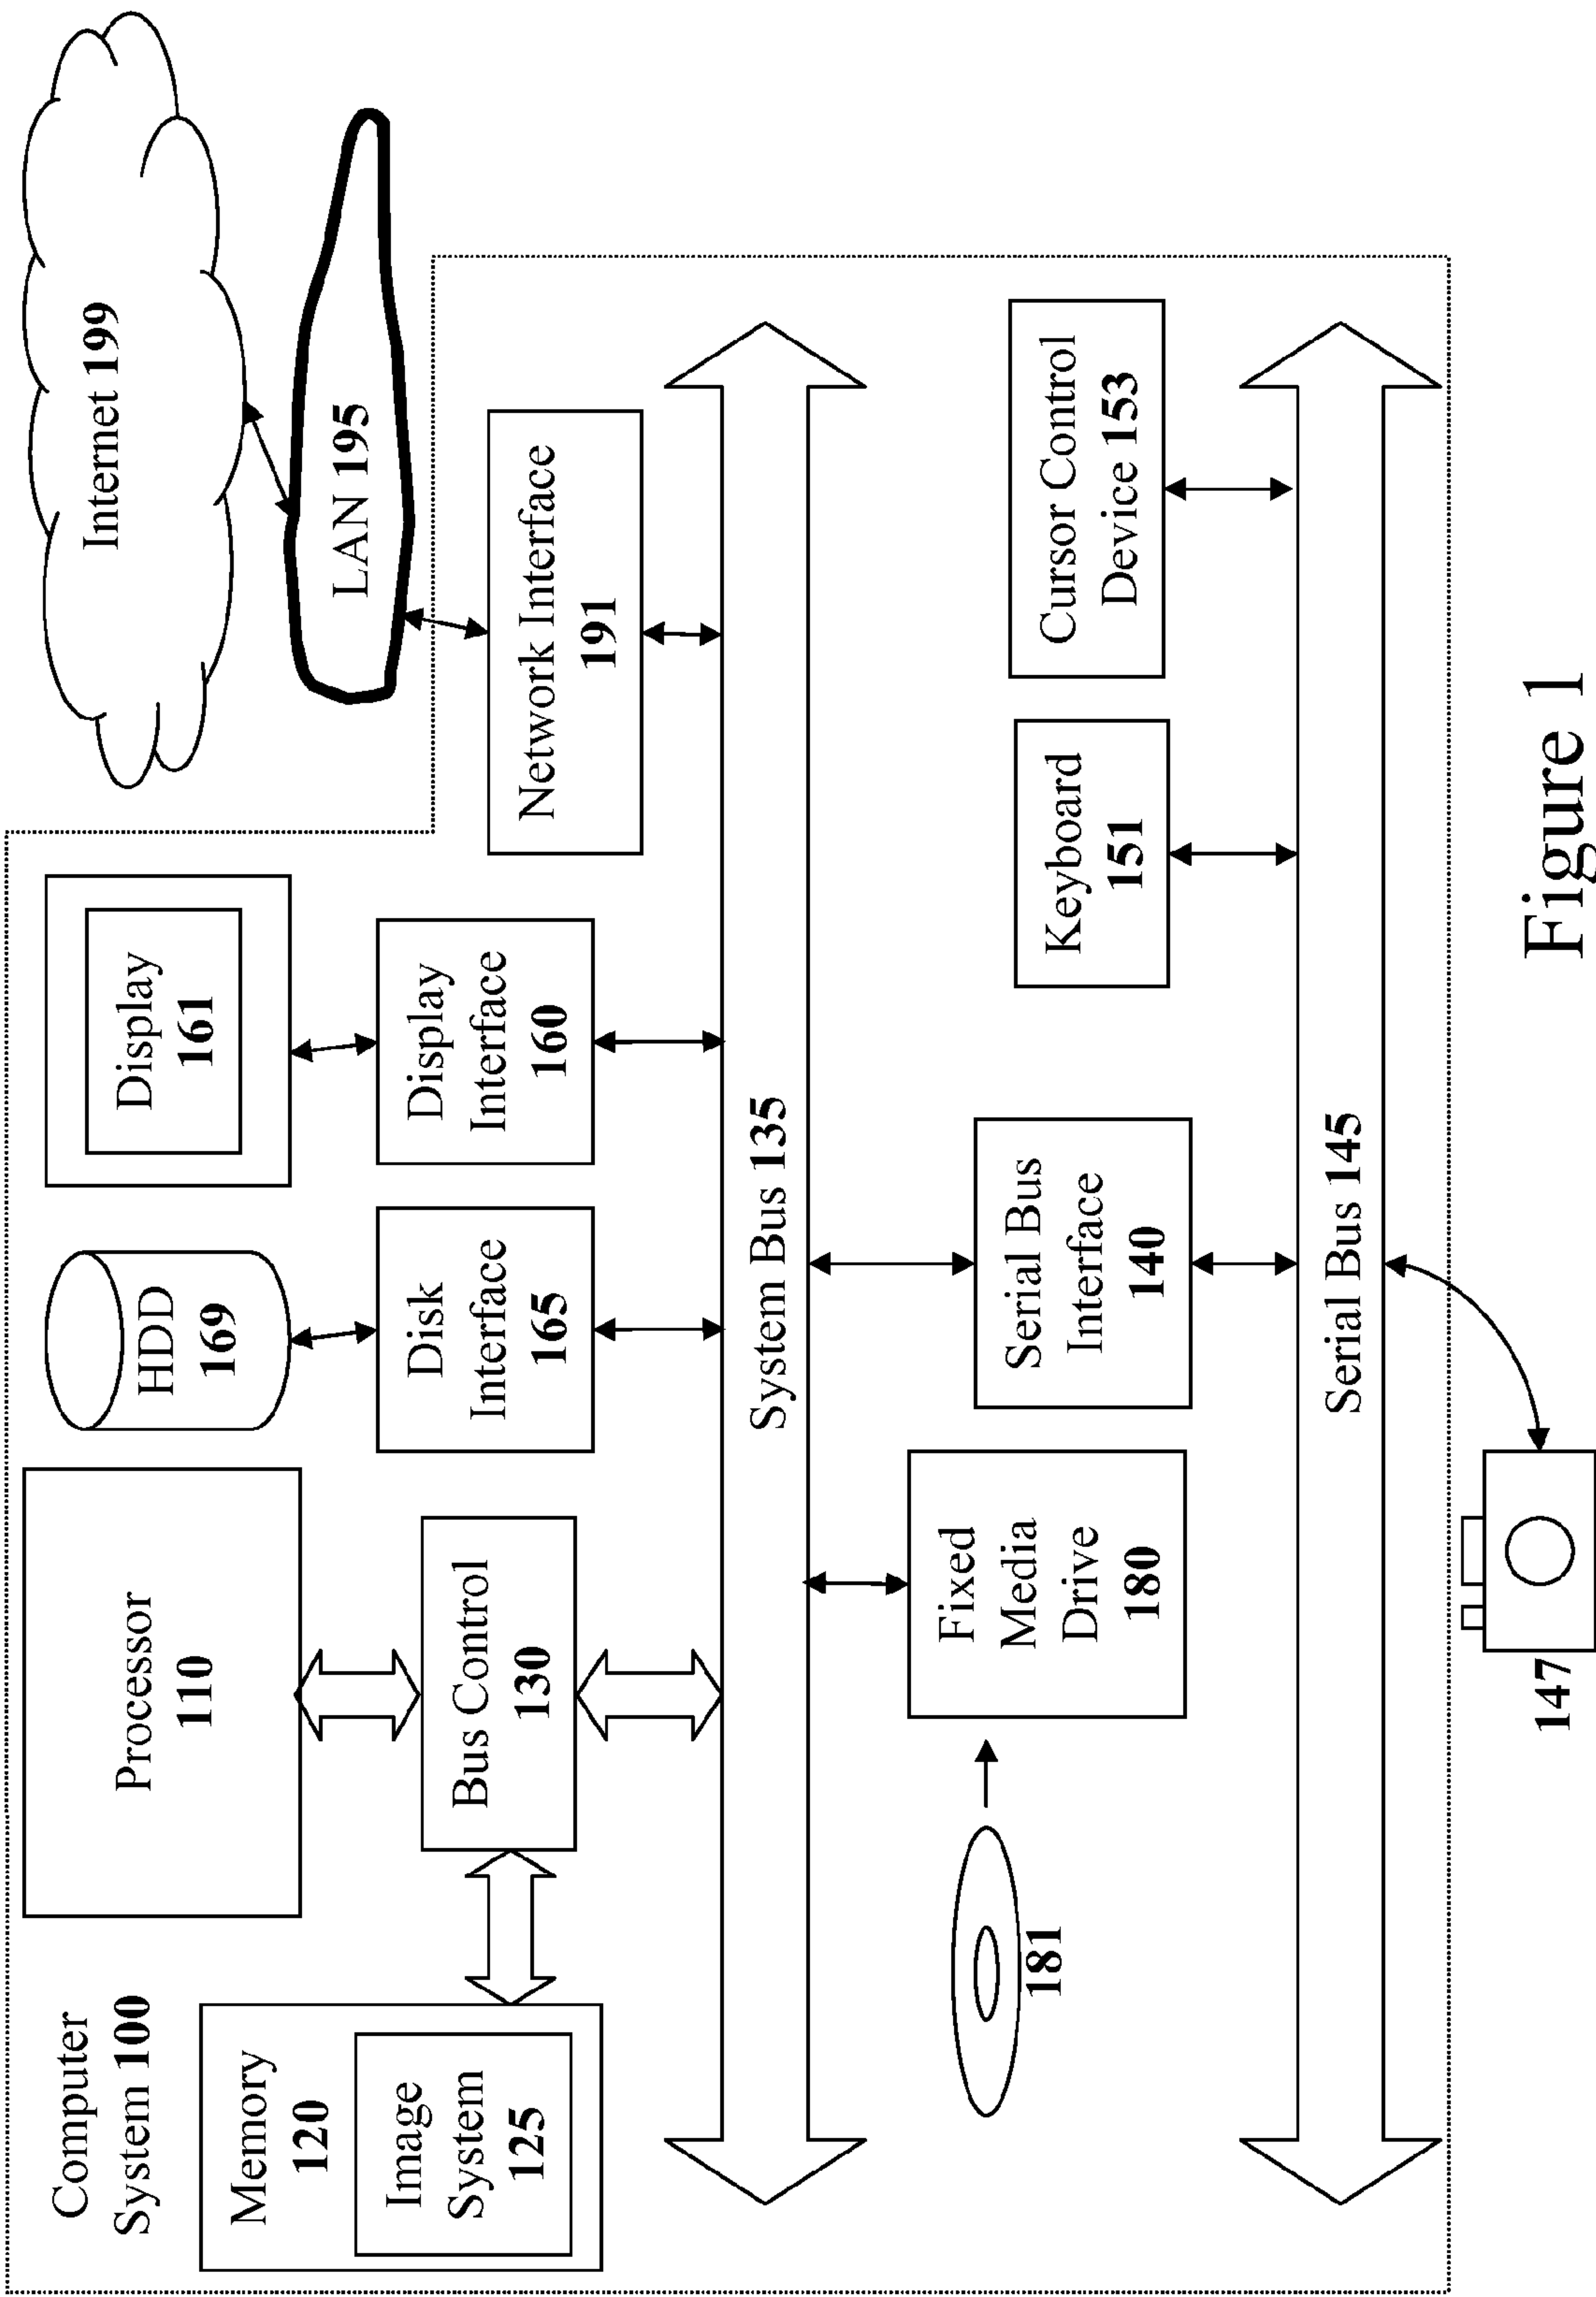 Computer
System 100
Processor
110
HDD
169
Display
161
Internet 199
LAN 195
Memory
120
Image
System
125
Bus Control
130
Disk
Interface
165
Display
Interface
160
Network Interface
191
System Bus 135
181
Fixed
Media
Drive
180
Serial Bus
Interface
140
Keyboard
151
Cursor Control
Device 153
Serial Bus 145
147
Figure 1